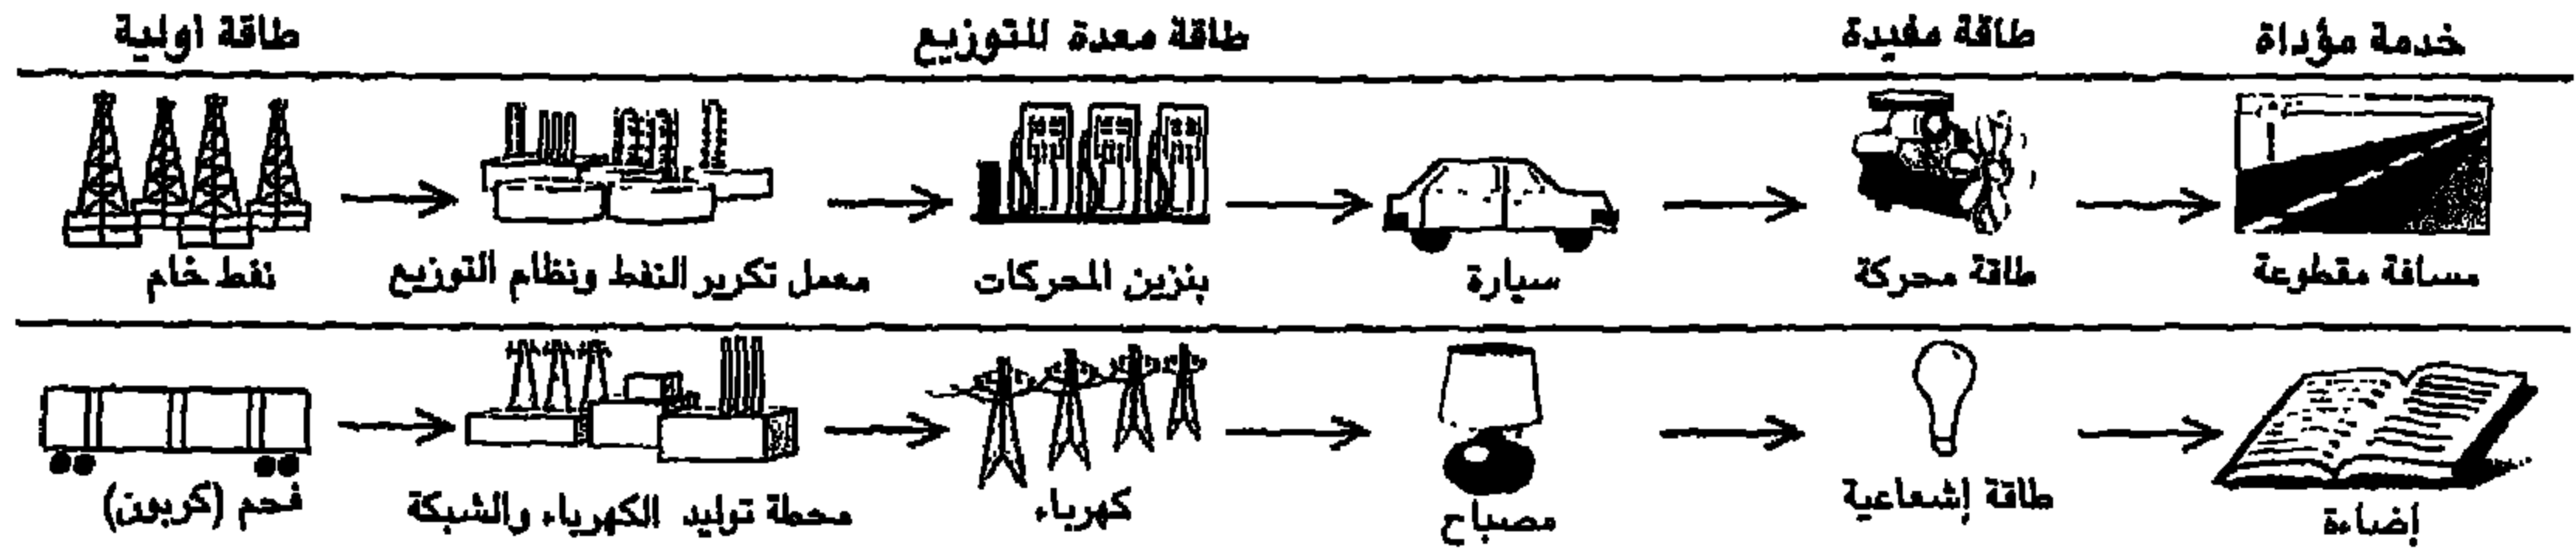 طاقة اولية
طاقة معدة للتوزيع
طاقة مفيدة
خدمة مؤداة
نفط خام
معمل تكرير النفط ونظام التوزيع
بنزين المحركات
سيارة
طاقة محركة
مسافة مقطوعة
فحم (كربون)
محطة توليد الكهرباء والشبكة
كهرباء
مصباح
طاقة إشعاعية
إضاءة